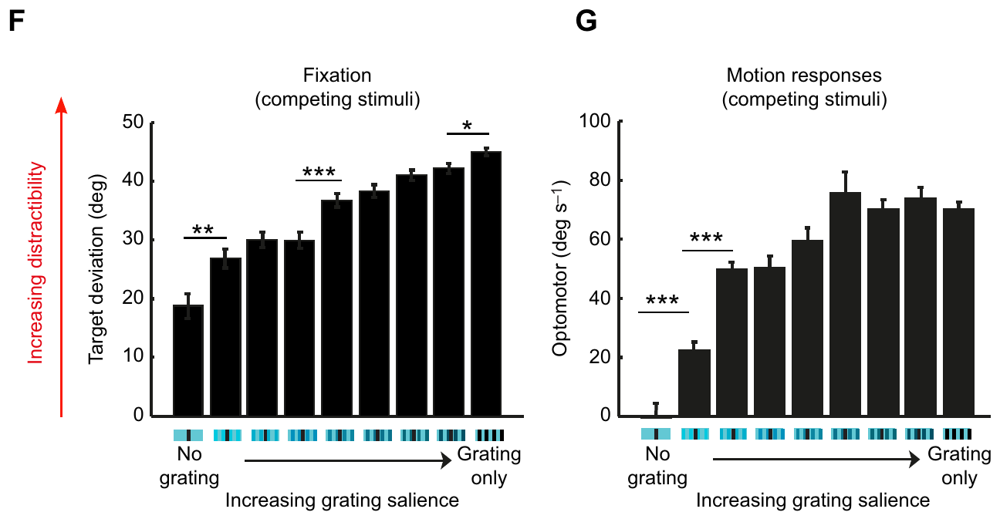 F
Fixation
(competing stimuli)
Increasing distractibility
Target deviation (deg)
50
40
30
20
10
0
**
***
*
No
grating
Grating
only
Increasing grating salience
G
Motion responses
(competing stimuli)
Optomotor (deg s⁻¹)
100
80
60
40
20
0
***
***
No
grating
Grating
only
Increasing grating salience